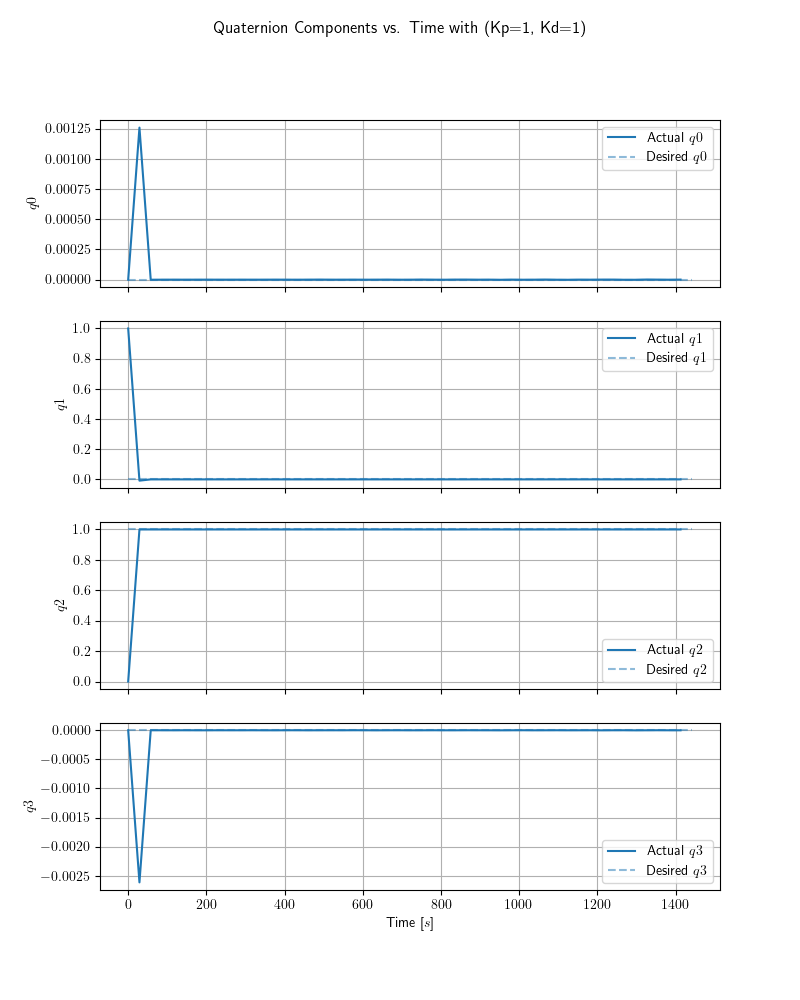 Quaternion Components vs. Time with (Kp=1, Kd=1)
0.00125
0.00100
0.00075
0.00050
0.00025
0.00000
q0
Actual q0
Desired q0
1.0
0.8
0.6
0.4
0.2
0.0
q1
Actual q1
Desired q1
1.0
0.8
0.6
0.4
0.2
0.0
q2
Actual q2
Desired q2
0.0000
−0.0005
−0.0010
−0.0015
−0.0020
−0.0025
q3
Actual q3
Desired q3
0 200 400 600 800 1000 1200 1400
Time [s]